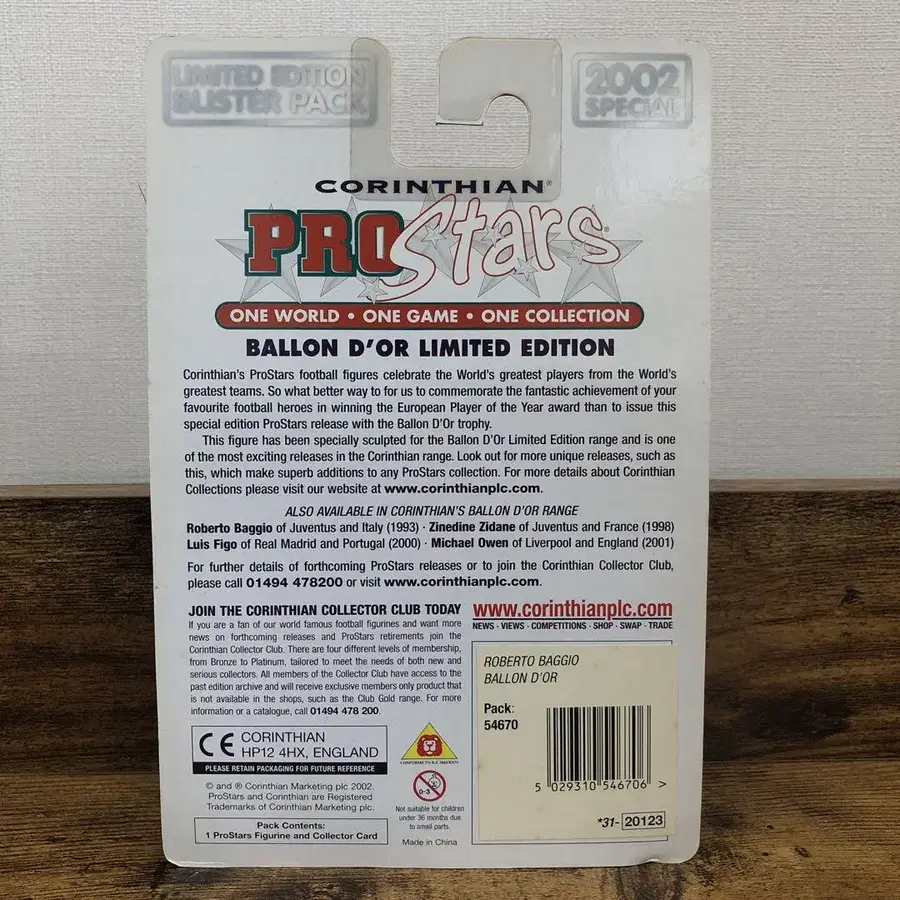 LIMITED EDITION
BLISTER PACK
2002
SPECIAL
CORINTHIAN®
PRO Stars®
ONE WORLD • ONE GAME • ONE COLLECTION
BALLON D'OR LIMITED EDITION
Corinthian's ProStars football figures celebrate the World's greatest players from the World's
greatest teams. So what better way to for us to commemorate the fantastic achievement of your
favourite football heroes in winning the European Player of the Year award than to issue this
special edition ProStars release with the Ballon D'Or trophy.
This figure has been specially sculpted for the Ballon D'Or Limited Edition range and is one
of the most exciting releases in the Corinthian range. Look out for more unique releases, such as
this, which make superb additions to any ProStars collection. For more details about Corinthian
Collections please visit our website at www.corinthianplc.com.
ALSO AVAILABLE IN CORINTHIAN'S BALLON D'OR RANGE
Roberto Baggio of Juventus and Italy (1993) · Zinedine Zidane of Juventus and France (1998)
Luis Figo of Real Madrid and Portugal (2000) · Michael Owen of Liverpool and England (2001)
For further details of forthcoming ProStars releases or to join the Corinthian Collector Club,
please call 01494 478200 or visit www.corinthianplc.com.
JOIN THE CORINTHIAN COLLECTOR CLUB TODAY
If you are a fan of our world famous football figurines and want more
news on forthcoming releases and ProStars retirements join the
Corinthian Collector Club. There are four different levels of membership,
from Bronze to Platinum, tailored to meet the needs of both new and
serious collectors. All members of the Collector Club have access to the
past edition archive and will receive exclusive members only product that
is not available in the shops, such as the Club Gold range. For more
information or a catalogue, call 01494 478 200.
www.corinthianplc.com
NEWS · VIEWS · COMPETITIONS · SHOP · SWAP · TRADE
ROBERTO BAGGIO
BALLON D'OR
Pack:
54670
5 029310 546706 >
*31- 20123
CE CORINTHIAN
HP12 4HX, ENGLAND
PLEASE RETAIN PACKAGING FOR FUTURE REFERENCE
© and ® Corinthian Marketing plc 2002.
ProStars and Corinthian are Registered
Trademarks of Corinthian Marketing plc.
Pack Contents:
1 ProStars Figurine and Collector Card
0-3
Not suitable for children
under 36 months due
to small parts.
Made in China